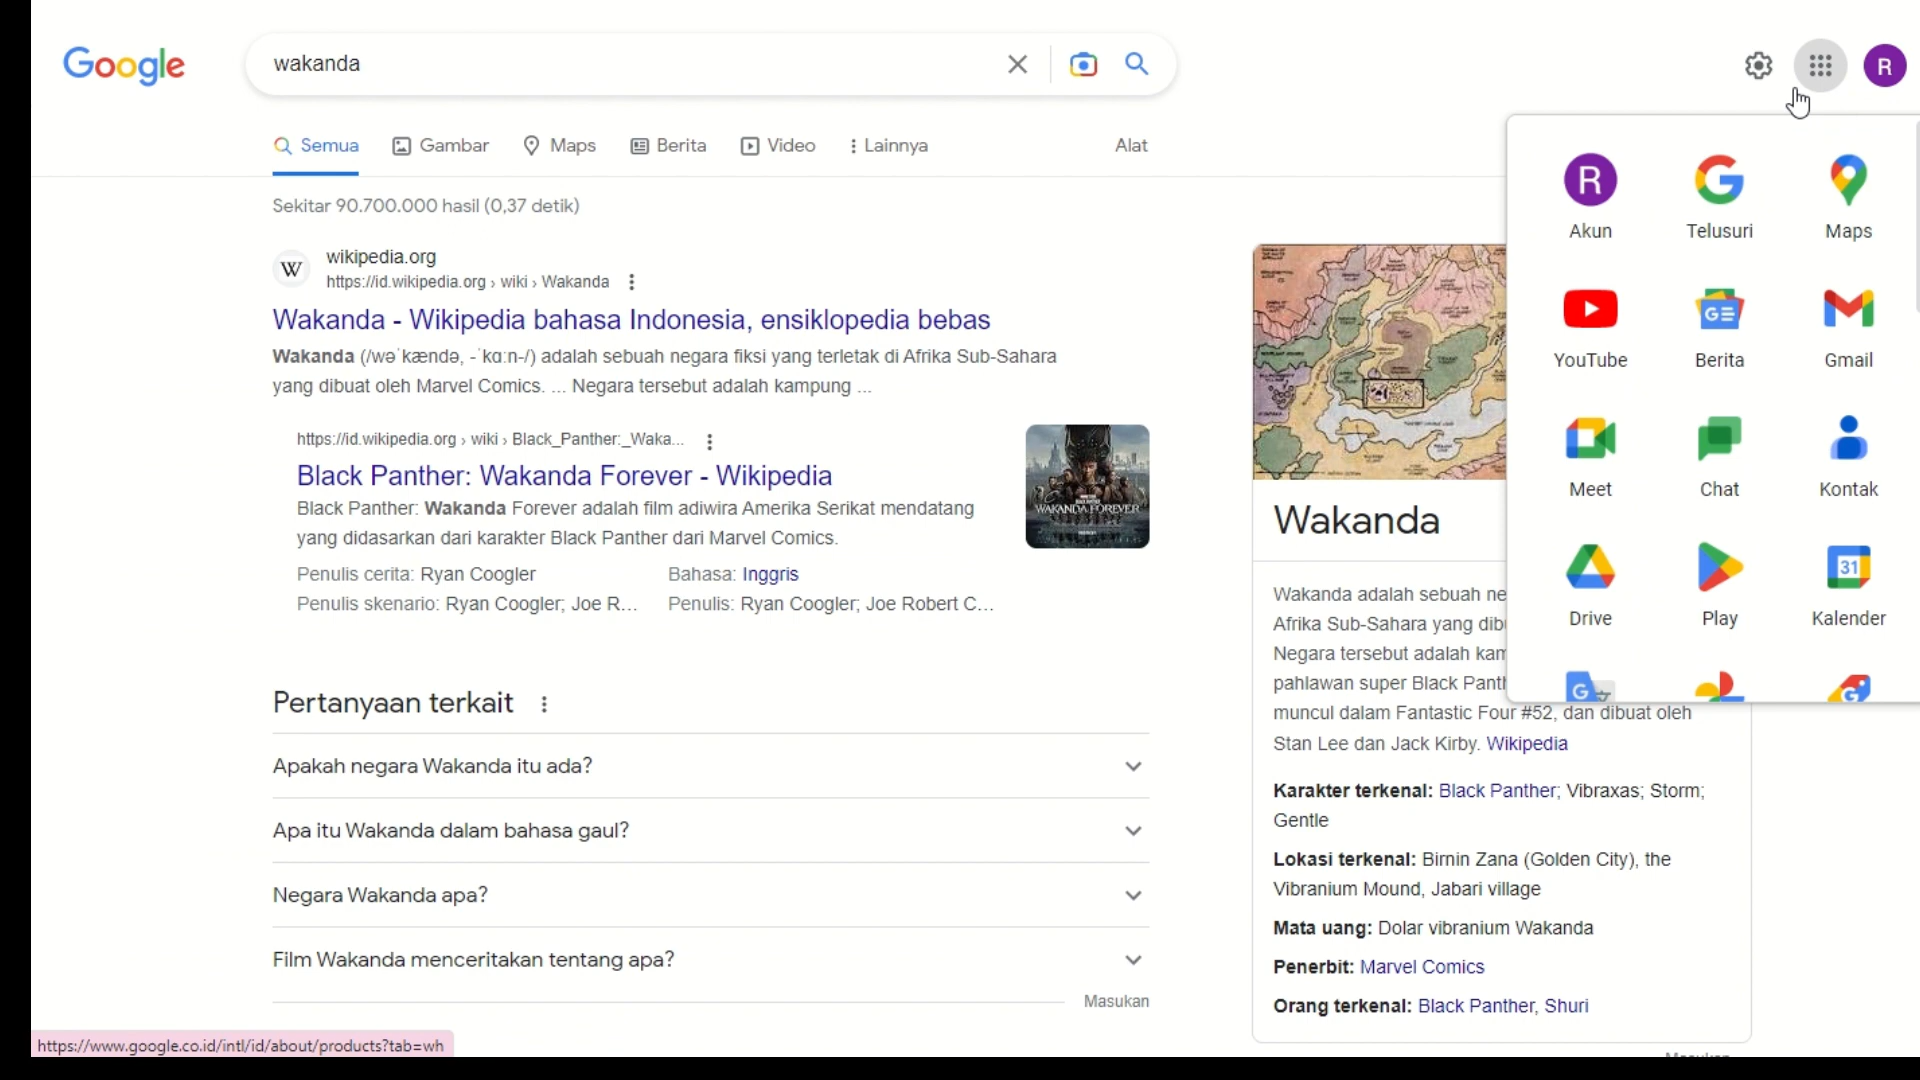 Google
wakanda
R
Semua
Gambar
Maps
Berita
Video
Lainnya
Alat
Sekitar 90.700.000 hasil (0,37 detik)
W
wikipedia.org
https://id.wikipedia.org › wiki › Wakanda
Wakanda - Wikipedia bahasa Indonesia, ensiklopedia bebas
Wakanda (/wəˈkændə, -ˈkɑːn-/) adalah sebuah negara fiksi yang terletak di Afrika Sub-Sahara
yang dibuat oleh Marvel Comics. ... Negara tersebut adalah kampung ...
https://id.wikipedia.org › wiki › Black_Panther:_Waka...
Black Panther: Wakanda Forever - Wikipedia
Black Panther: Wakanda Forever adalah film adiwira Amerika Serikat mendatang
yang didasarkan dari karakter Black Panther dari Marvel Comics.
Penulis cerita: Ryan Coogler
Bahasa: Inggris
Penulis skenario: Ryan Coogler; Joe R...
Penulis: Ryan Coogler; Joe Robert C...
WAKANDA FOREVER
Pertanyaan terkait
Apakah negara Wakanda itu ada?
Apa itu Wakanda dalam bahasa gaul?
Negara Wakanda apa?
Film Wakanda menceritakan tentang apa?
Masukan
Wakanda
Wakanda adalah sebuah ne
Afrika Sub-Sahara yang dib
Negara tersebut adalah kam
pahlawan super Black Pant
muncul dalam Fantastic Four #52, dan dibuat oleh
Stan Lee dan Jack Kirby. Wikipedia
Karakter terkenal: Black Panther; Vibraxas; Storm;
Gentle
Lokasi terkenal: Birnin Zana (Golden City), the
Vibranium Mound, Jabari village
Mata uang: Dolar vibranium Wakanda
Penerbit: Marvel Comics
Orang terkenal: Black Panther, Shuri
R
Akun
G
Telusuri
Maps
YouTube
GE
Berita
Gmail
Meet
Chat
Kontak
Drive
Play
31
Kalender
G
G
https://www.google.co.id/intl/id/about/products?tab=wh